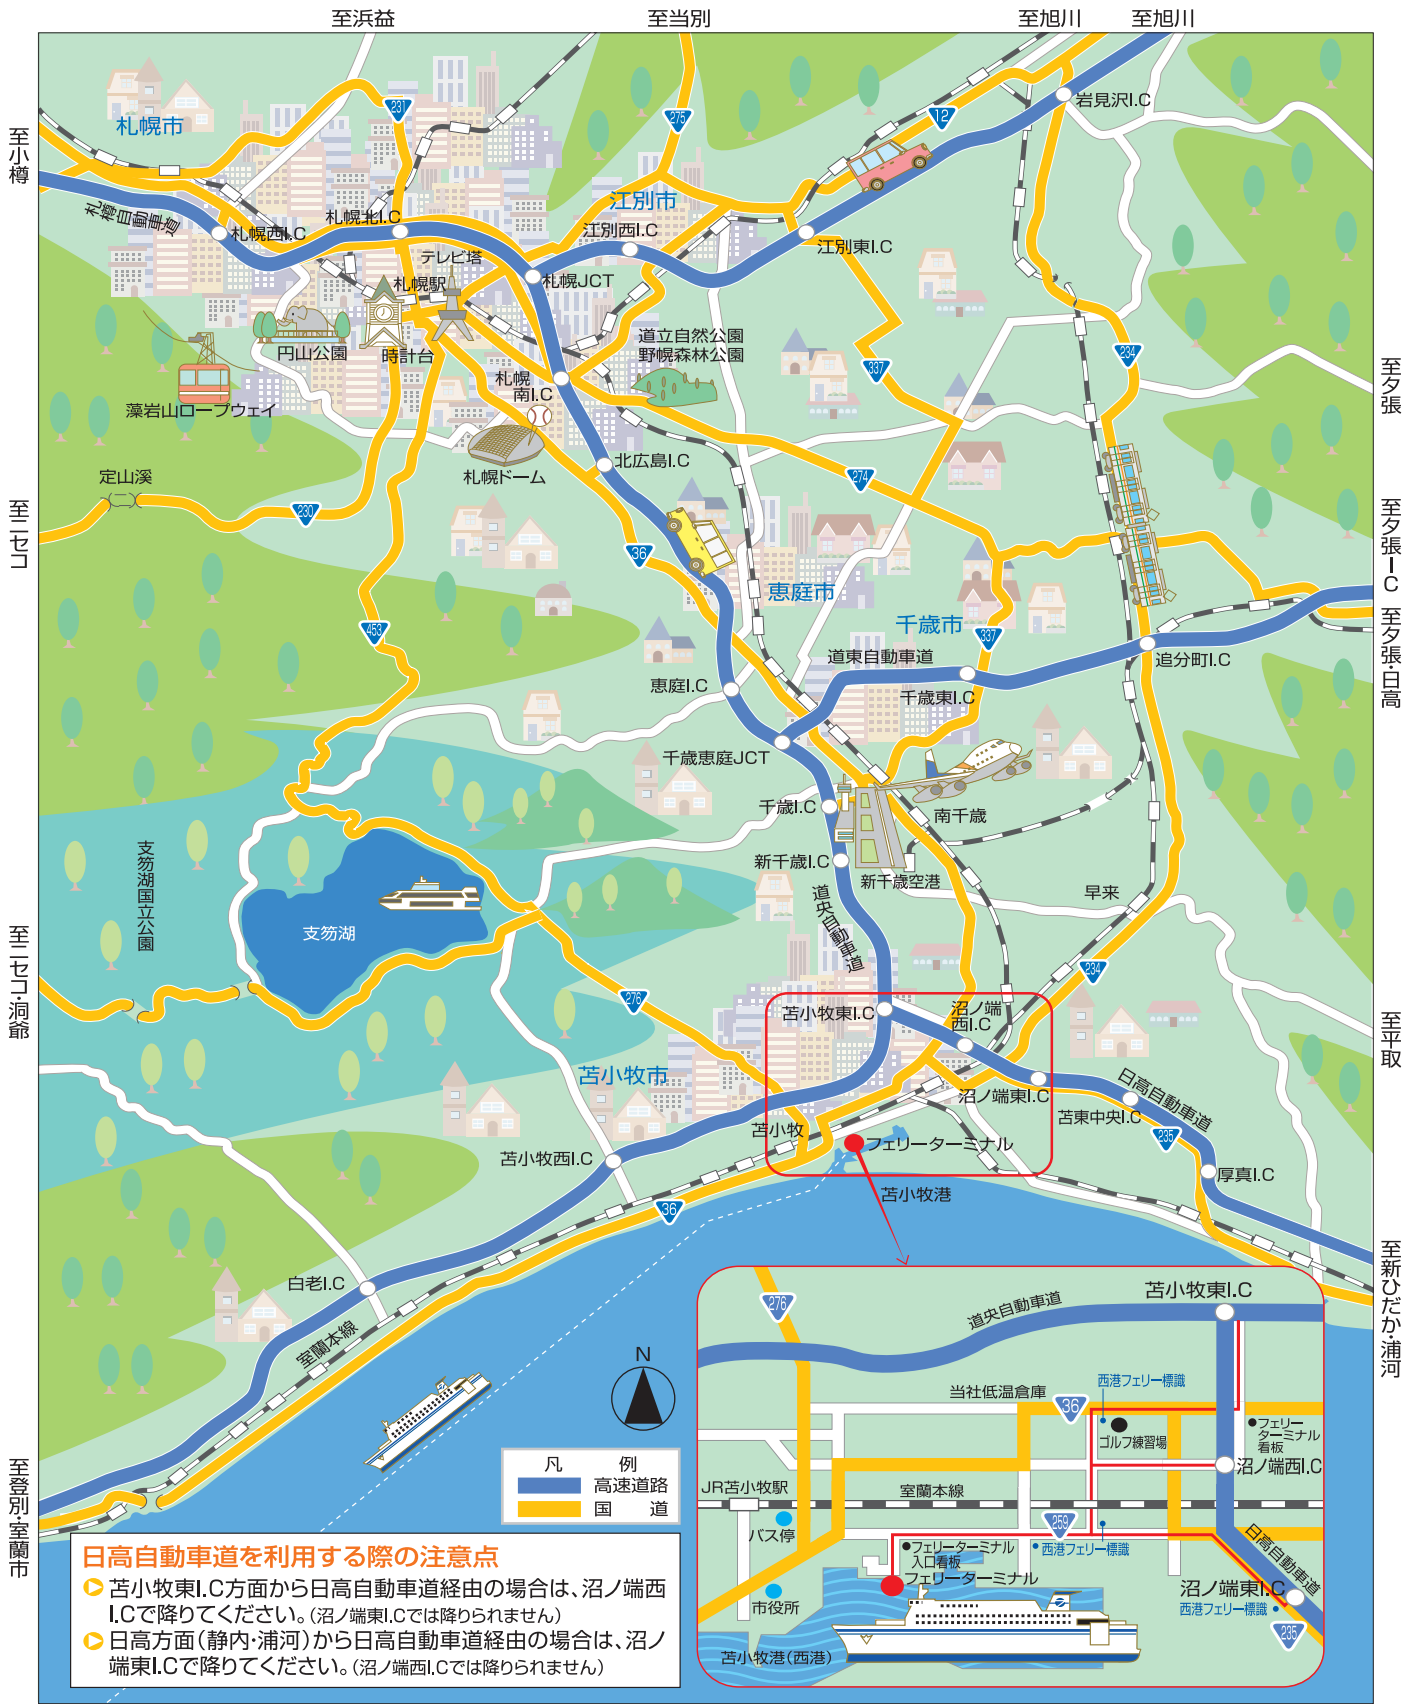 至浜益
至当別
至旭川
至旭川
231
275
12
岩見沢I.C
札幌市
至小樽
札樽自動車道
札幌西I.C
札幌北I.C
江別市
江別西I.C
江別東I.C
テレビ塔
札幌駅
札幌JCT
円山公園
時計台
道立自然公園
野幌森林公園
札幌
南I.C
337
234
至夕張
藻岩山ロープウェイ
札幌ドーム
北広島I.C
定山溪
274
230
36
至ニセコ
至夕張I.C
恵庭市
千歳市
453
337
至夕張・日高
道東自動車道
追分町I.C
恵庭I.C
千歳東I.C
千歳恵庭JCT
千歳I.C
南千歳
新千歳I.C
新千歳空港
早来
支笏湖国立公園
支笏湖
道央自動車道
至ニセコ・洞爺
234
276
苫小牧東I.C
沼ノ端
西I.C
至平取
苫小牧市
沼ノ端東I.C
日高自動車道
苫東中央I.C
235
苫小牧
フェリーターミナル
苫小牧西I.C
厚真I.C
苫小牧港
36
白老I.C
室蘭本線
至新ひだか・浦河
至登別・室蘭市
N
凡 例
高速道路
国 道
276
道央自動車道
苫小牧東I.C
当社低温倉庫
36
西港フェリー標識
ゴルフ練習場
フェリー
ターミナル
看板
沼ノ端西I.C
JR苫小牧駅
室蘭本線
バス停
259
西港フェリー標識
西港フェリー標識
フェリーターミナル
入口看板
フェリーターミナル
日高自動車道
沼ノ端東I.C
西港フェリー標識
235
市役所
苫小牧港(西港)
日高自動車道を利用する際の注意点
苫小牧東I.C方面から日高自動車道経由の場合は、沼ノ端西
I.Cで降りてください。(沼ノ端東I.Cでは降りられません)
日高方面(静内・浦河)から日高自動車道経由の場合は、沼ノ
端東I.Cで降りてください。(沼ノ端西I.Cでは降りられません)